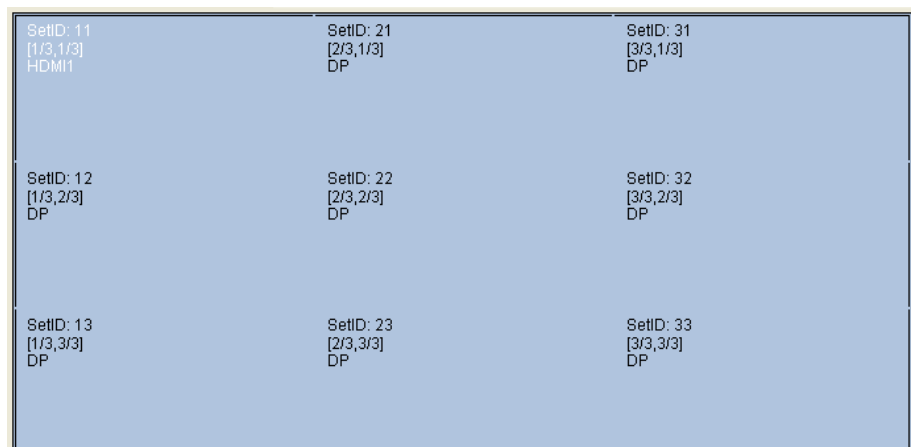 SetID: 11
[1/3,1/3]
HDMI1
SetID: 21
[2/3,1/3]
DP
SetID: 31
[3/3,1/3]
DP
SetID: 12
[1/3,2/3]
DP
SetID: 22
[2/3,2/3]
DP
SetID: 32
[3/3,2/3]
DP
SetID: 13
[1/3,3/3]
DP
SetID: 23
[2/3,3/3]
DP
SetID: 33
[3/3,3/3]
DP